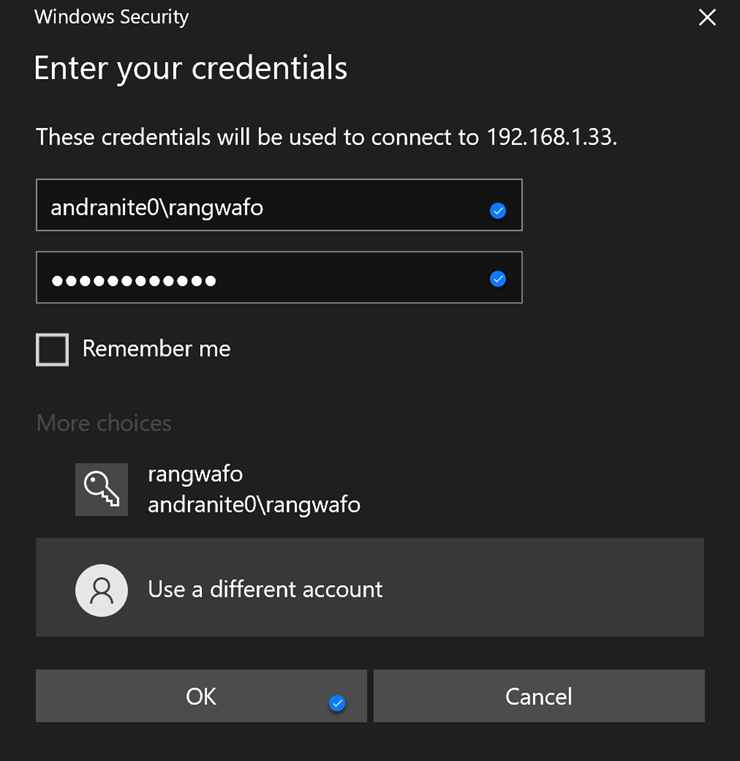 Windows Security
Enter your credentials
These credentials will be used to connect to 192.168.1.33.
andranite0\rangwafo
●●●●●●●●●●●●
Remember me
More choices
rangwafo
andranite0\rangwafo
Use a different account
OK
Cancel